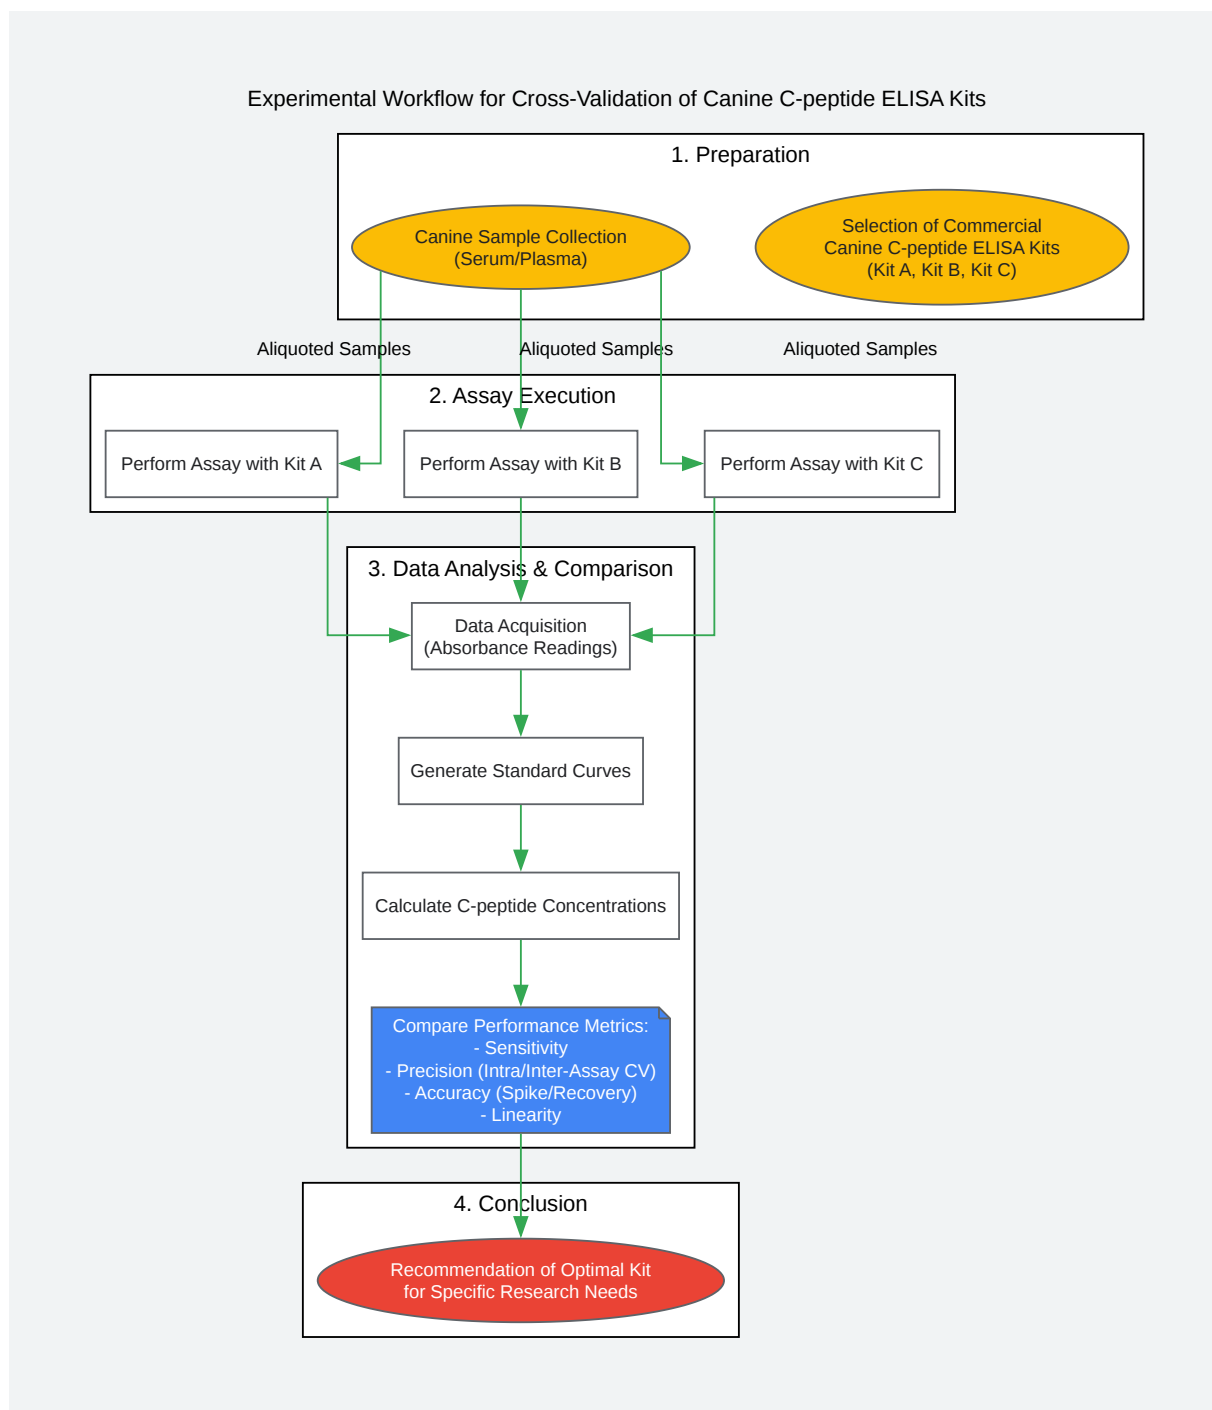 Experimental Workflow for Cross-Validation of Canine C-peptide ELISA Kits
1. Preparation
Canine Sample Collection
(Serum/Plasma)
Selection of Commercial
Canine C-peptide ELISA Kits
(Kit A, Kit B, Kit C)
Aliquoted Samples
Aliquoted Samples
Aliquoted Samples
2. Assay Execution
Perform Assay with Kit A
Perform Assay with Kit B
Perform Assay with Kit C
3. Data Analysis & Comparison
Data Acquisition
(Absorbance Readings)
Generate Standard Curves
Calculate C-peptide Concentrations
Compare Performance Metrics:
- Sensitivity
- Precision (Intra/Inter-Assay CV)
- Accuracy (Spike/Recovery)
- Linearity
4. Conclusion
Recommendation of Optimal Kit
for Specific Research Needs